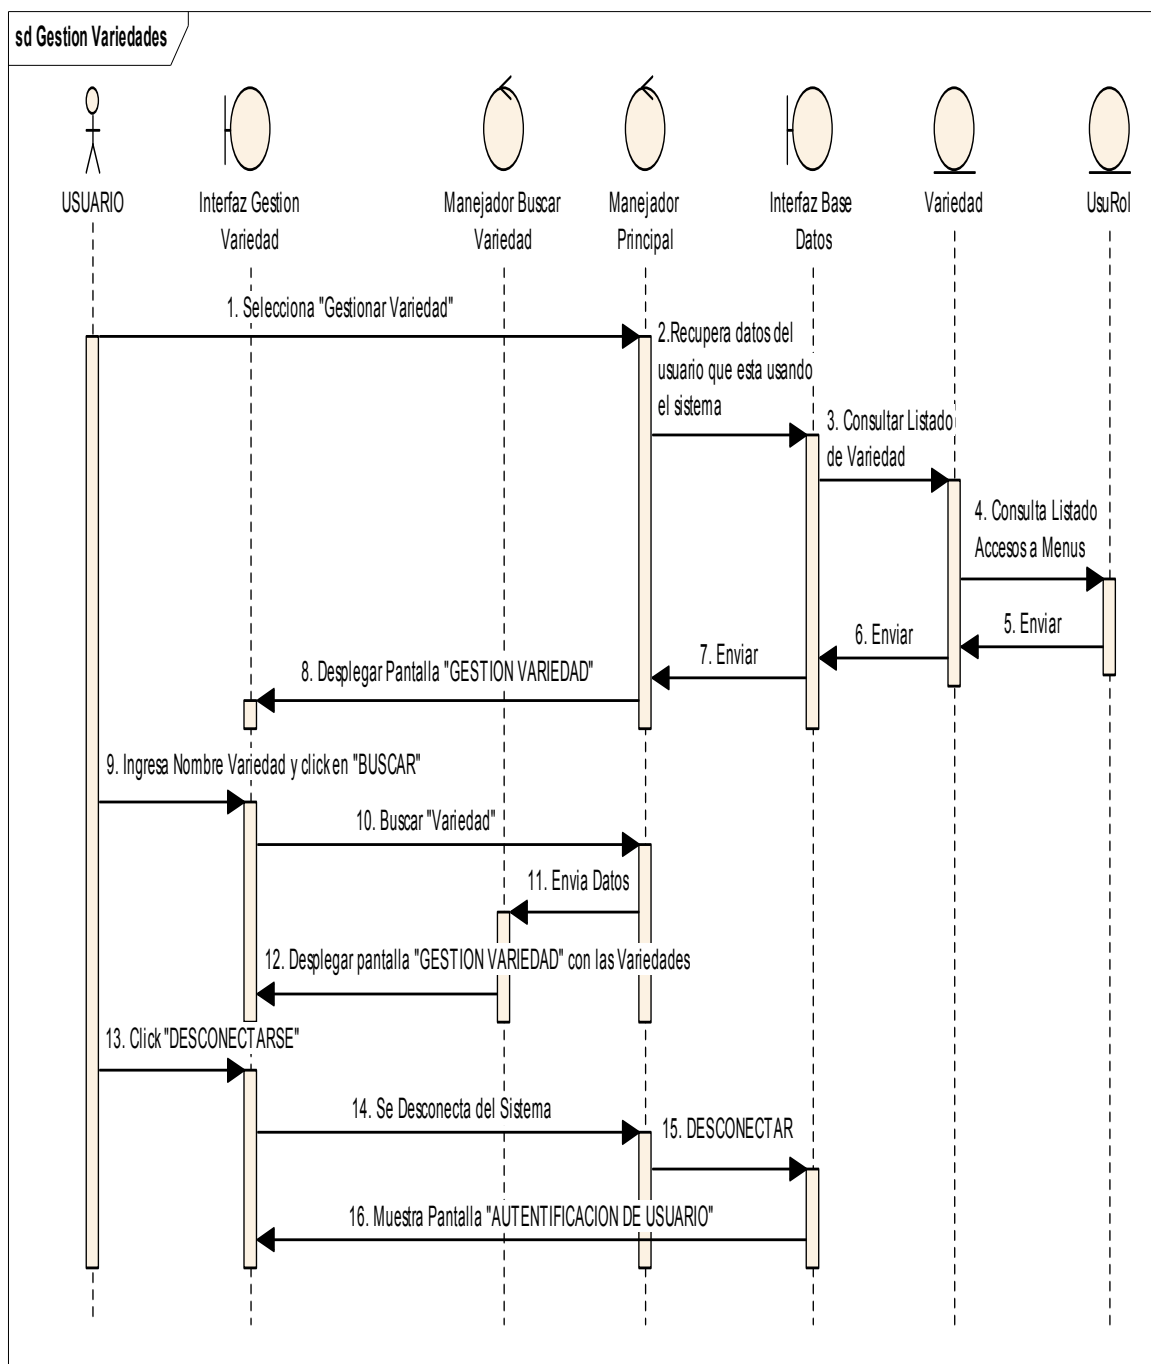 sd Gestion Variedades
USUARIO
Interfaz Gestion
Variedad
Manejador Buscar
Variedad
Manejador
Principal
Interfaz Base
Datos
Variedad
UsuRol
1. Selecciona "Gestionar Variedad"
2.Recupera datos del
usuario que esta usando
el sistema
3. Consultar Listado
de Variedad
4. Consulta Listado
Accesos a Menus
5. Enviar
6. Enviar
7. Enviar
8. Desplegar Pantalla "GESTION VARIEDAD"
9. Ingresa Nombre Variedad y click en "BUSCAR"
10. Buscar "Variedad"
11. Envia Datos
12. Desplegar pantalla "GESTION VARIEDAD" con las Variedades
13. Click "DESCONECTARSE"
14. Se Desconecta del Sistema
15. DESCONECTAR
16. Muestra Pantalla "AUTENTIFICACION DE USUARIO"